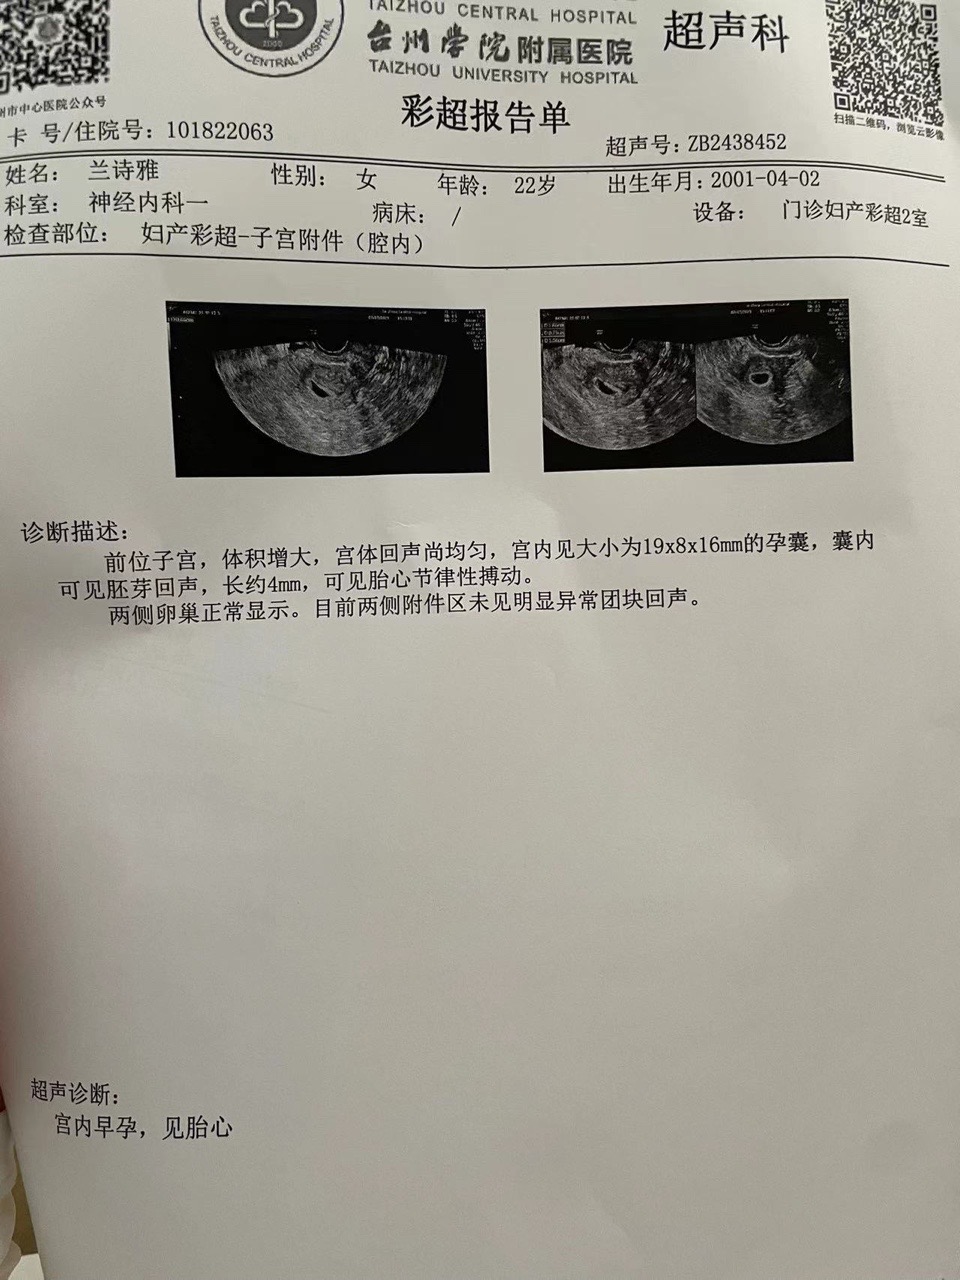 TAIZHOU CENTRAL HOSPITAL
台州学院附属医院
TAIZHOU UNIVERSITY HOSPITAL
超声科
TAIZHOU CENTRAL HOSPITAL
州市中心医院公众号
彩超报告单
扫描二维码，浏览云影像
卡 号/住院号：101822063
超声号：ZB2438452
姓名： 兰诗雅 性别： 女 年龄： 22岁 出生年月：2001-04-02
科室： 神经内科一 病床： / 设备： 门诊妇产彩超2室
检查部位： 妇产彩超-子宫附件（腔内）
诊断描述：
前位子宫，体积增大，宫体回声尚均匀，宫内见大小为19x8x16mm的孕囊，囊内
可见胚芽回声，长约4mm，可见胎心节律性搏动。
两侧卵巢正常显示。目前两侧附件区未见明显异常团块回声。
超声诊断：
宫内早孕，见胎心